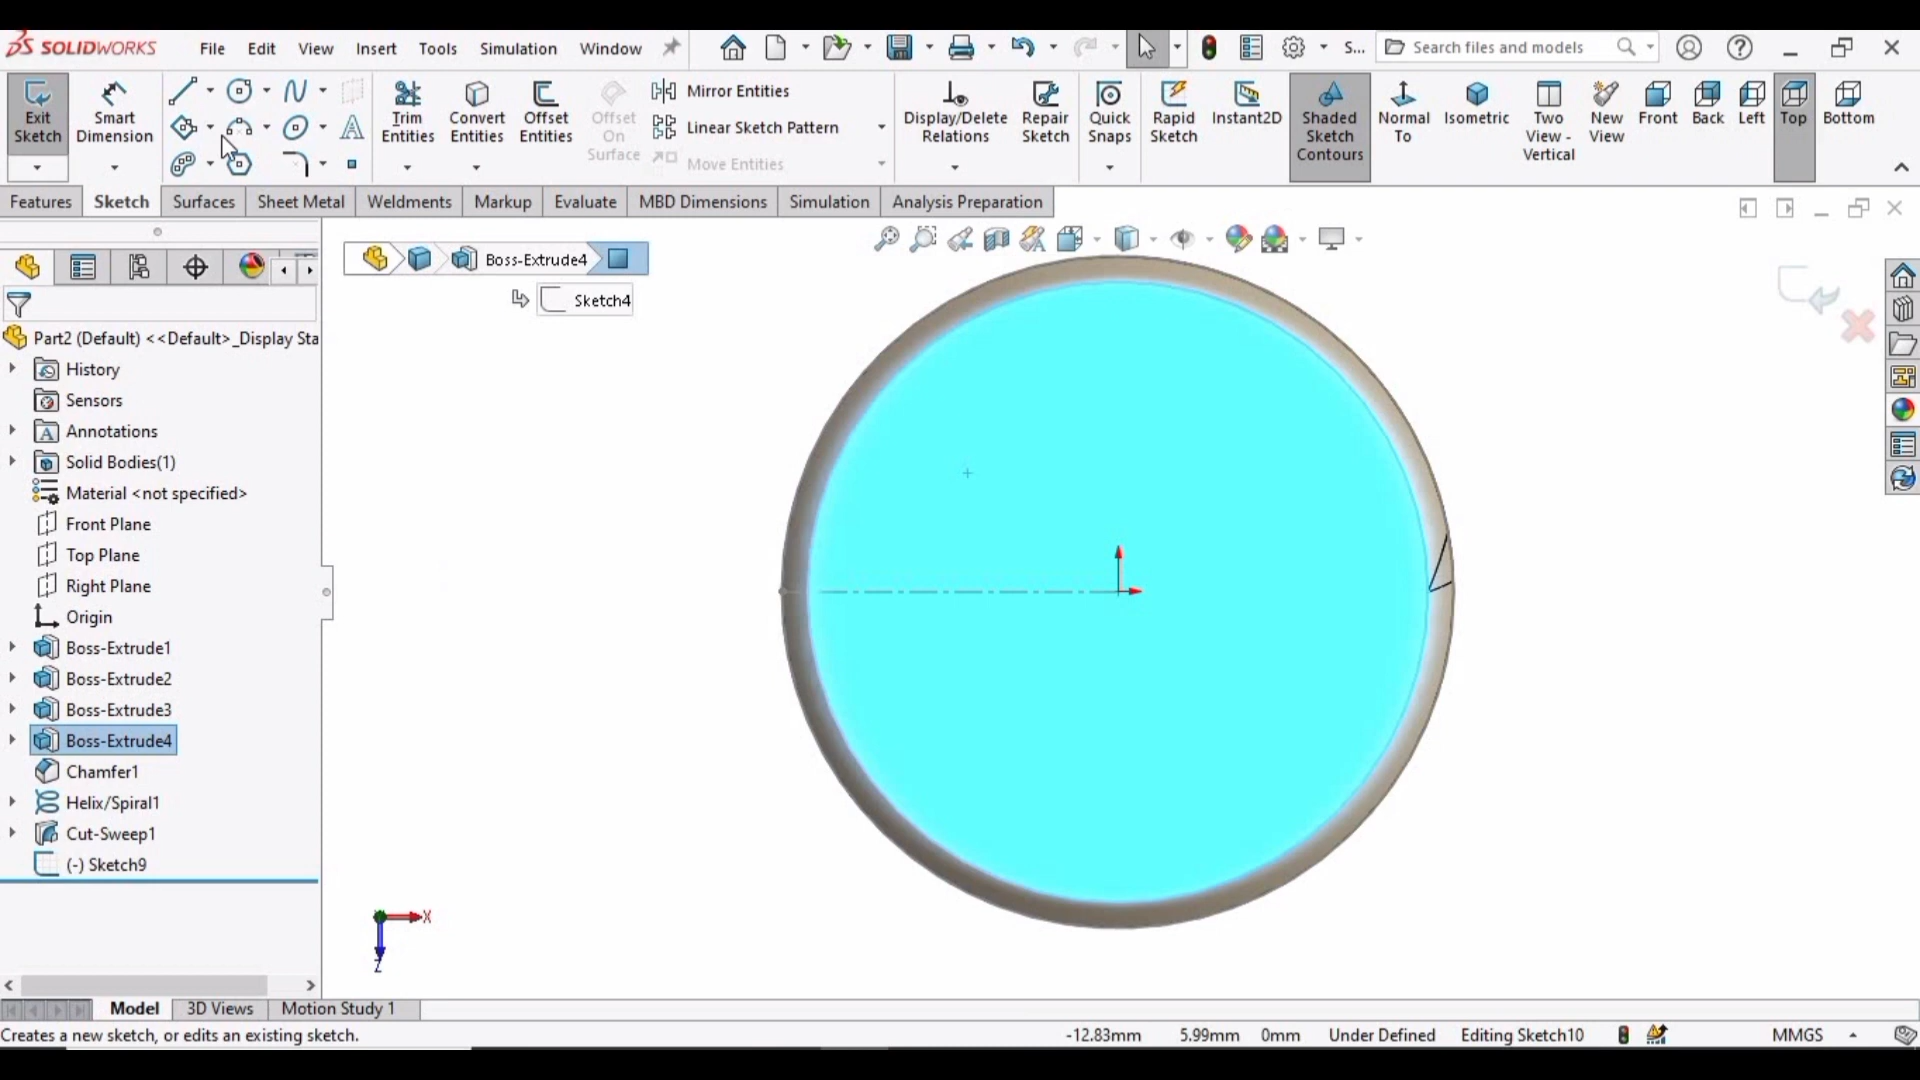 SOLIDWORKS File Edit View Insert Tools Simulation Window S... Search files and models
Exit Sketch
Smart Dimension
Trim Entities
Convert Entities
Offset Entities
Offset On Surface
Mirror Entities
Linear Sketch Pattern
Move Entities
Display/Delete Relations
Repair Sketch
Quick Snaps
Rapid Sketch
Instant2D
Shaded Sketch Contours
Normal To
Isometric
Two View - Vertical
New View
Front
Back
Left
Top
Bottom
Features Sketch Surfaces Sheet Metal Weldments Markup Evaluate MBD Dimensions Simulation Analysis Preparation
Boss-Extrude4
Sketch4
Part2 (Default) <<Default>_Display Sta
History
Sensors
Annotations
Solid Bodies(1)
Material <not specified>
Front Plane
Top Plane
Right Plane
Origin
Boss-Extrude1
Boss-Extrude2
Boss-Extrude3
Boss-Extrude4
Chamfer1
Helix/Spiral1
Cut-Sweep1
(-) Sketch9
X
Z
Model 3D Views Motion Study 1
Creates a new sketch, or edits an existing sketch. -12.83mm 5.99mm 0mm Under Defined Editing Sketch10 MMGS